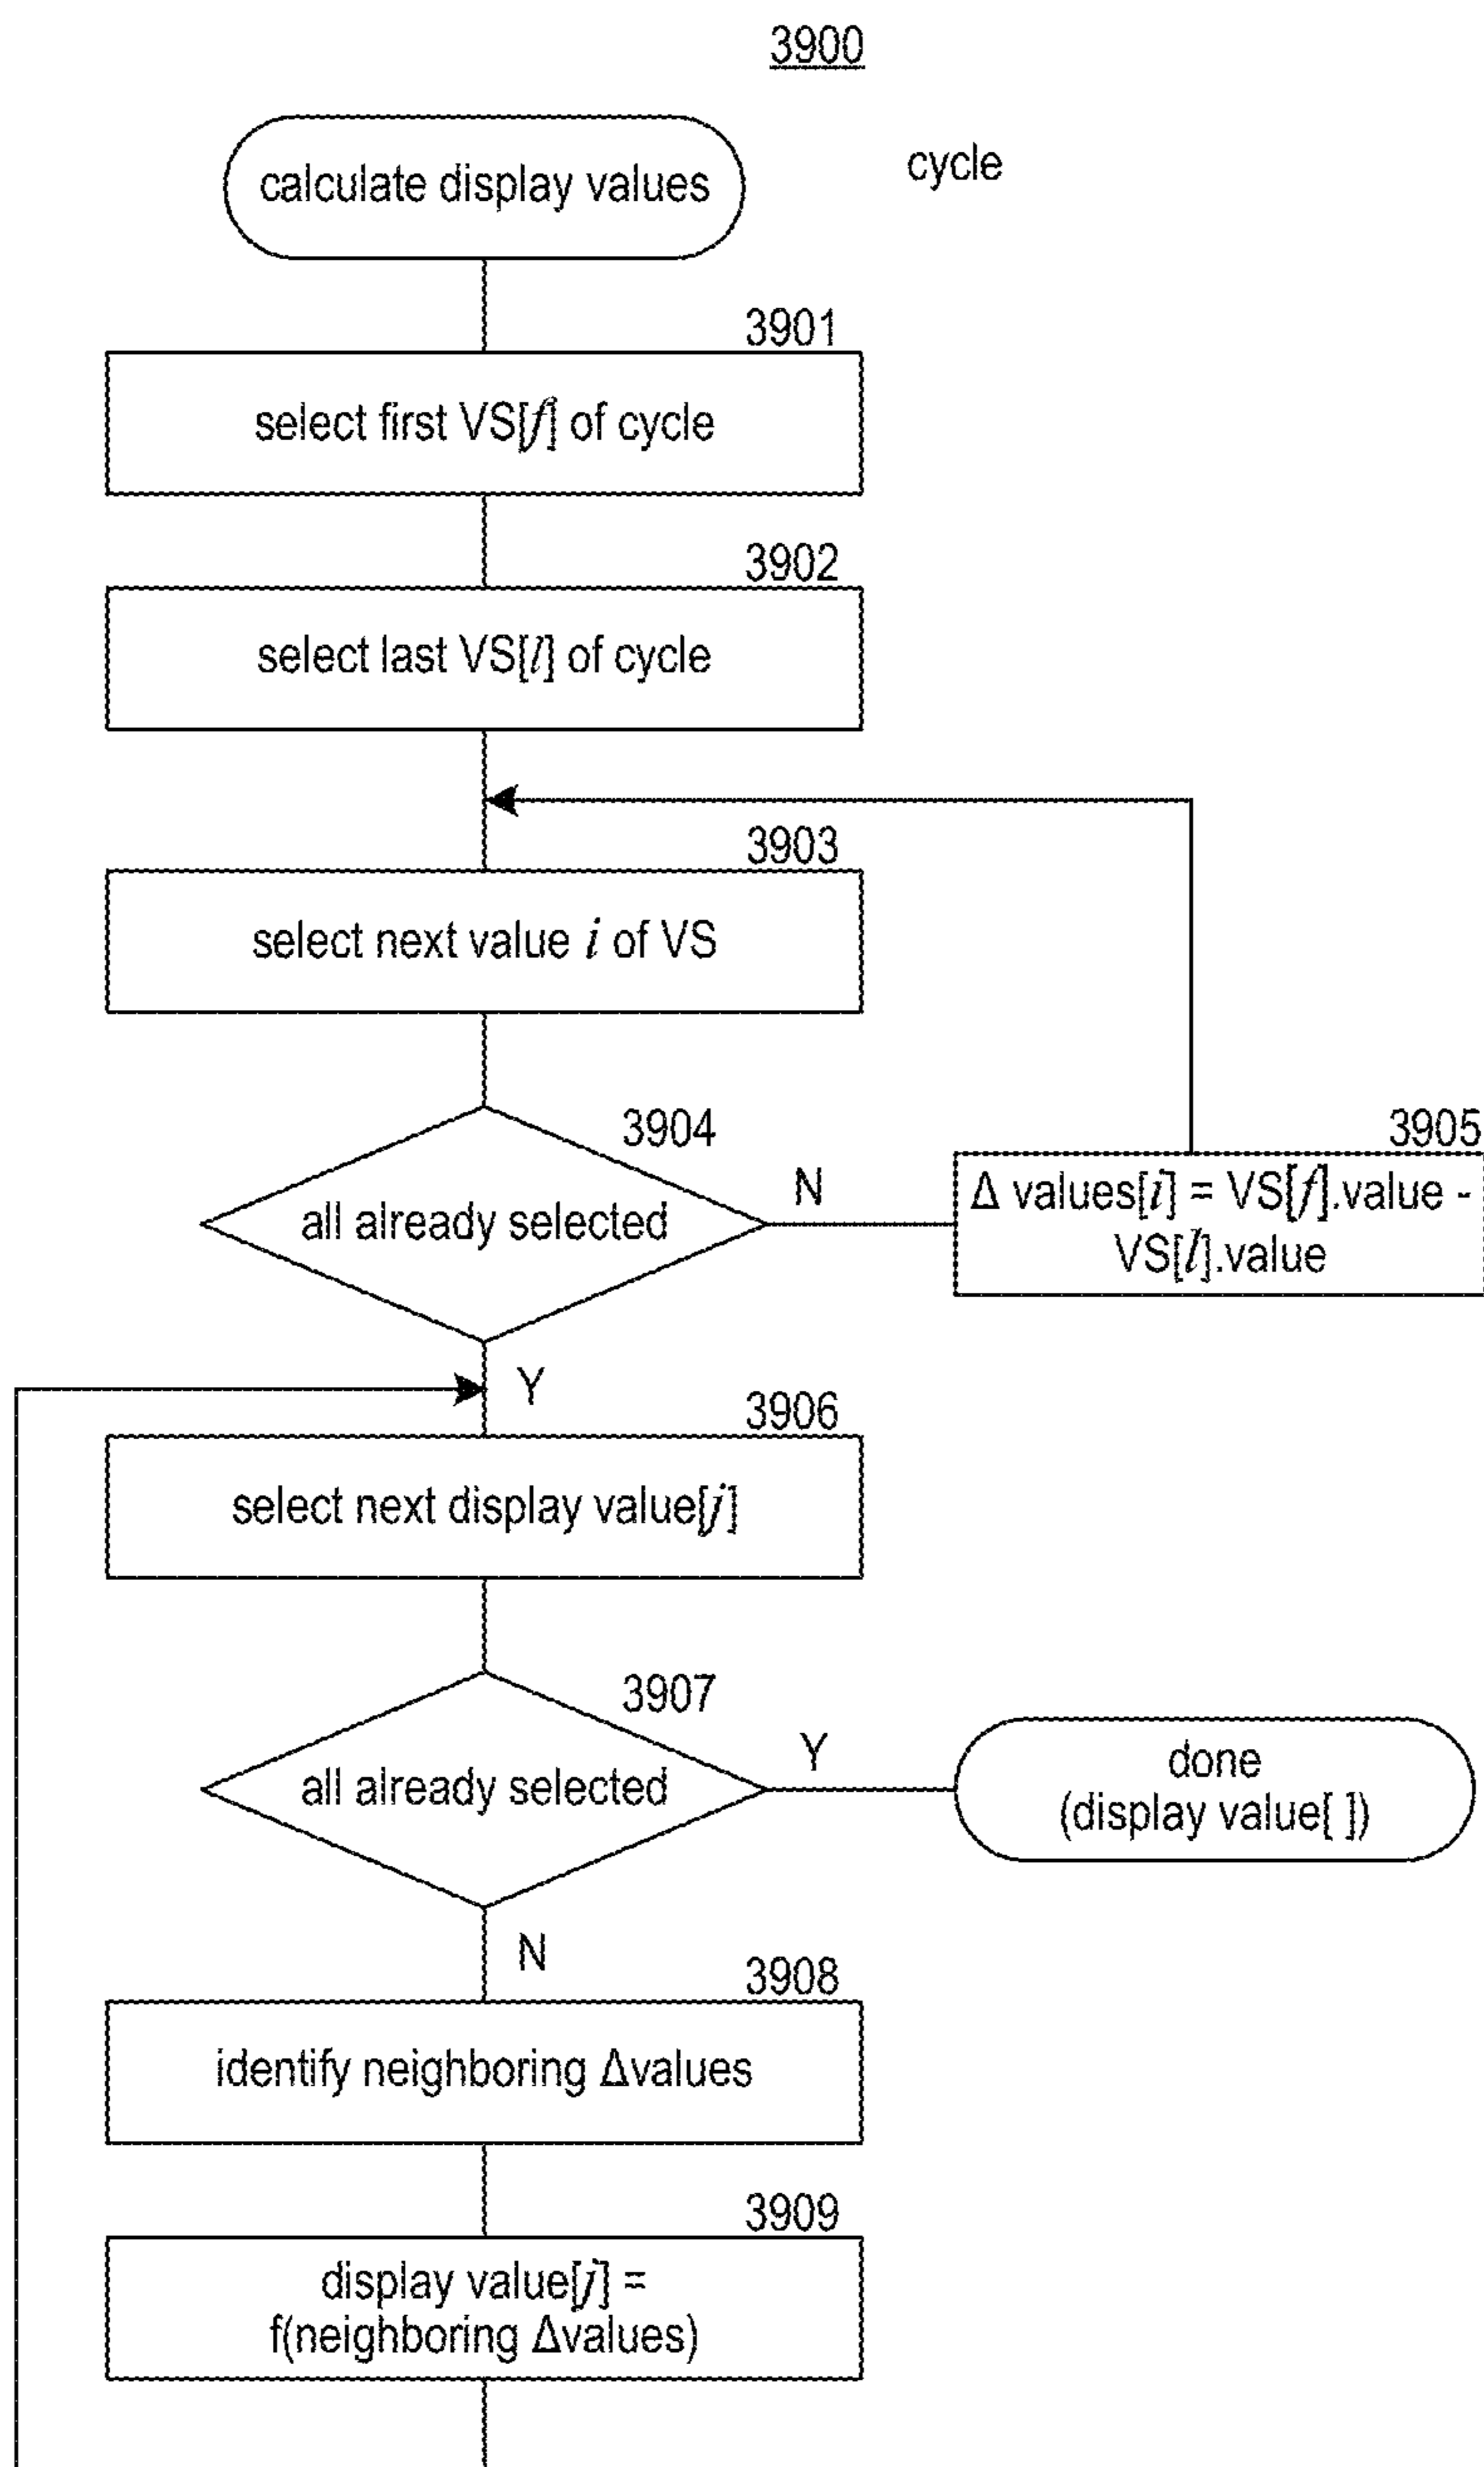 3900
calculate display values
cycle
3901
select first VS[f] of cycle
3902
select last VS[l] of cycle
3903
select next value i of VS
3904
all already selected
N
3905
Δ values[i] = VS[f].value -
VS[l].value
Y
3906
select next display value[j]
3907
all already selected
Y
done
(display value[ ])
N
3908
identify neighboring Δvalues
3909
display value[j] =
f(neighboring Δvalues)